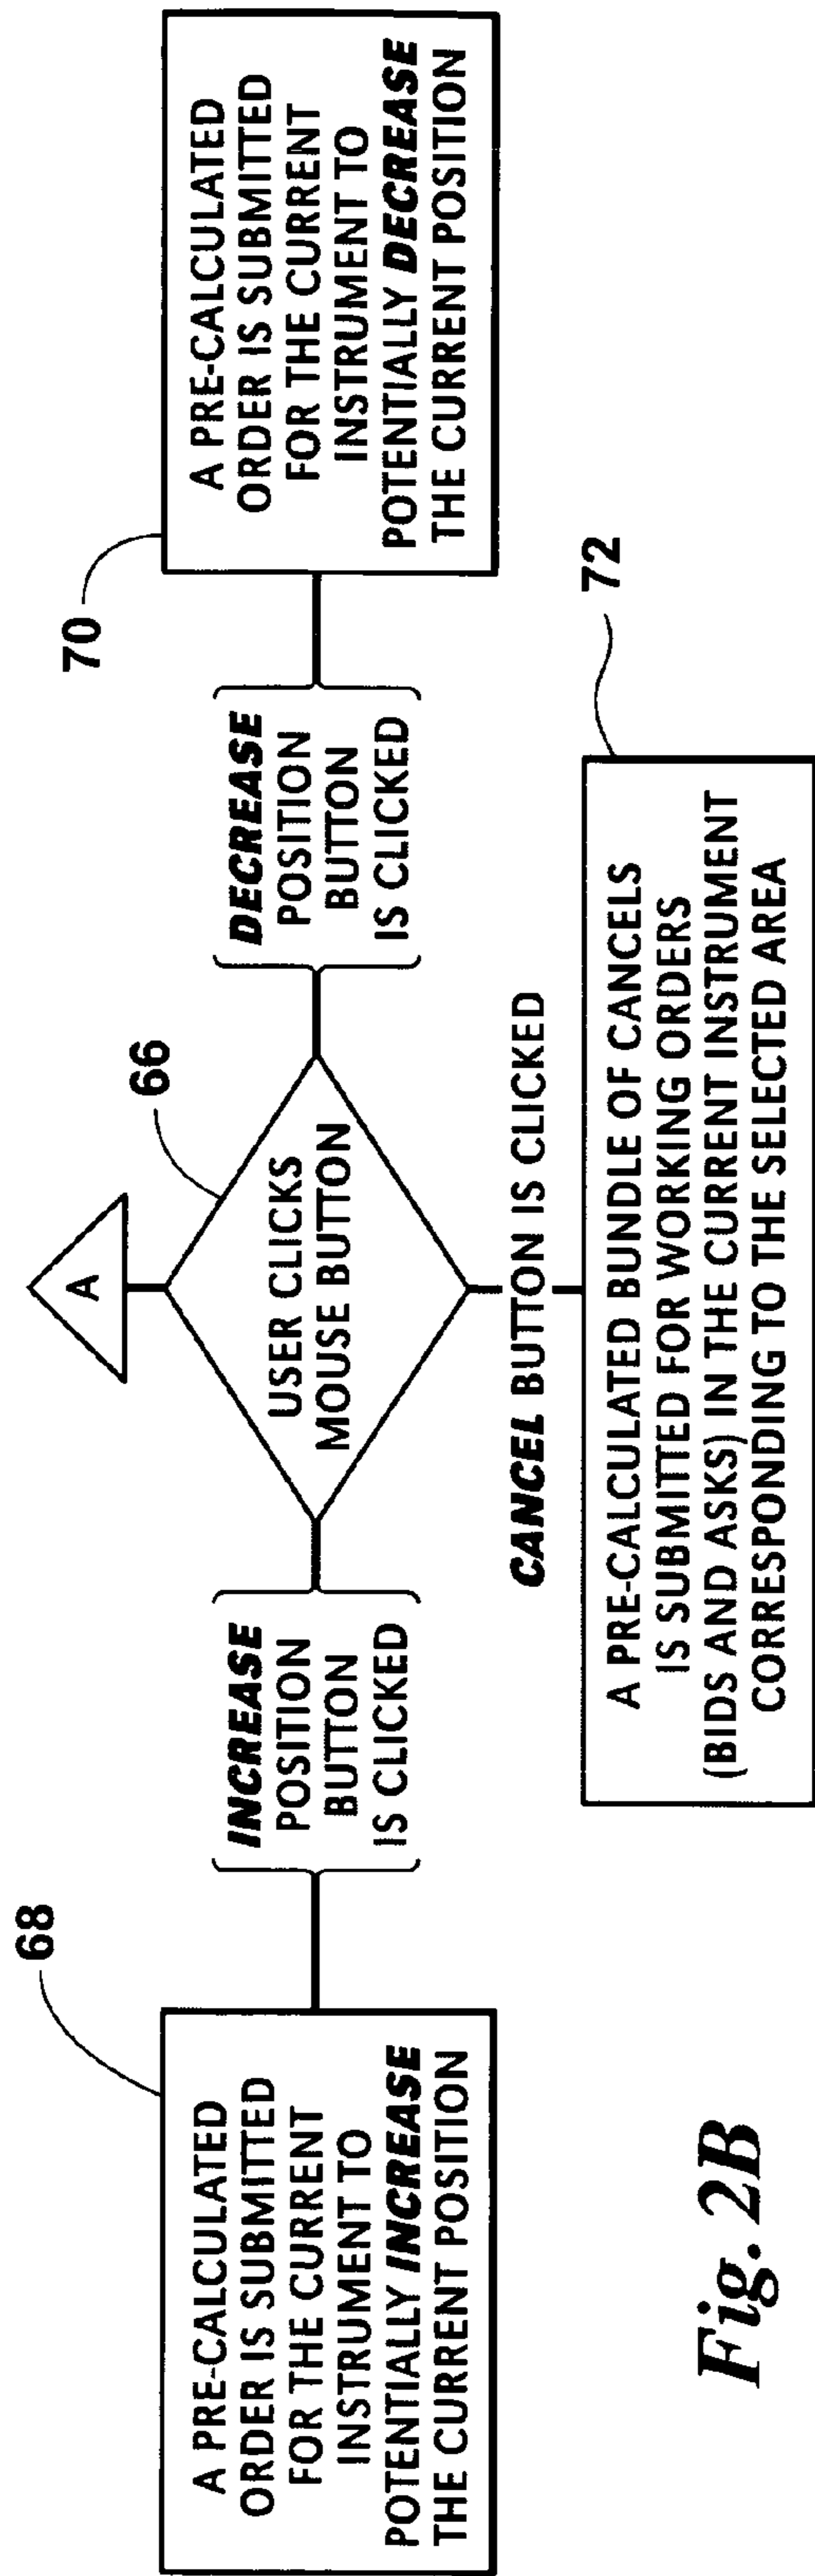 A
66
USER CLICKS
MOUSE BUTTON
68
A PRE-CALCULATED
ORDER IS SUBMITTED
FOR THE CURRENT
INSTRUMENT TO
POTENTIALLY INCREASE
THE CURRENT POSITION
INCREASE
POSITION
BUTTON
IS CLICKED
DECREASE
POSITION
BUTTON
IS CLICKED
70
A PRE-CALCULATED
ORDER IS SUBMITTED
FOR THE CURRENT
INSTRUMENT TO
POTENTIALLY DECREASE
THE CURRENT POSITION
CANCEL BUTTON IS CLICKED
72
A PRE-CALCULATED BUNDLE OF CANCELS
IS SUBMITTED FOR WORKING ORDERS
(BIDS AND ASKS) IN THE CURRENT INSTRUMENT
CORRESPONDING TO THE SELECTED AREA
Fig. 2B